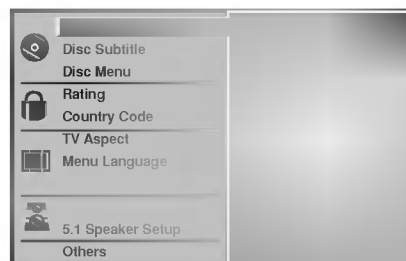 Disc Subtitle
Disc Menu
Rating
Country Code
TV Aspect
Menu Language
5.1 Speaker Setup
Others